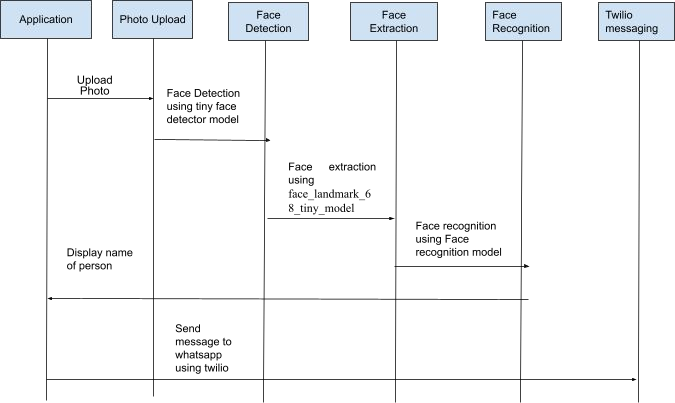 Application
Photo Upload
Face
Detection
Face
Extraction
Face
Recognition
Twilio
messaging
Upload
Photo
Face Detection
using tiny face
detector model
Face extraction
using
face_landmark_6
8_tiny_model
Face recognition
using Face
recognition model
Display name
of person
Send
message to
whatsapp
using twilio